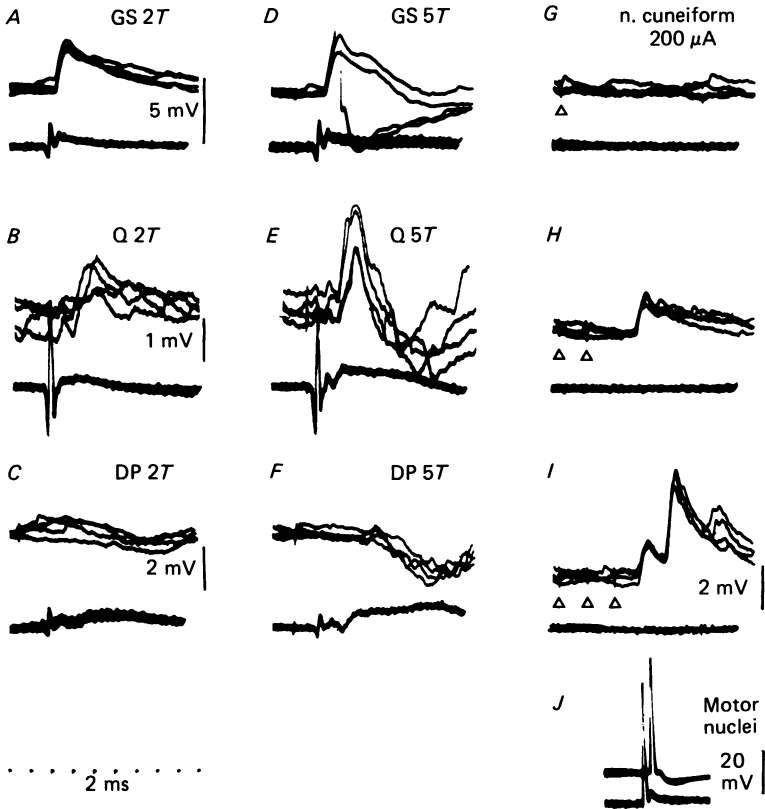 A GS 2T
5 mV
B Q 2T
1 mV
C DP 2T
2 mV
2 ms
D GS 5T
E Q 5T
F DP 5T
G n. cuneiform
200 μA
H
I
2 mV
J Motor
nuclei
20
mV